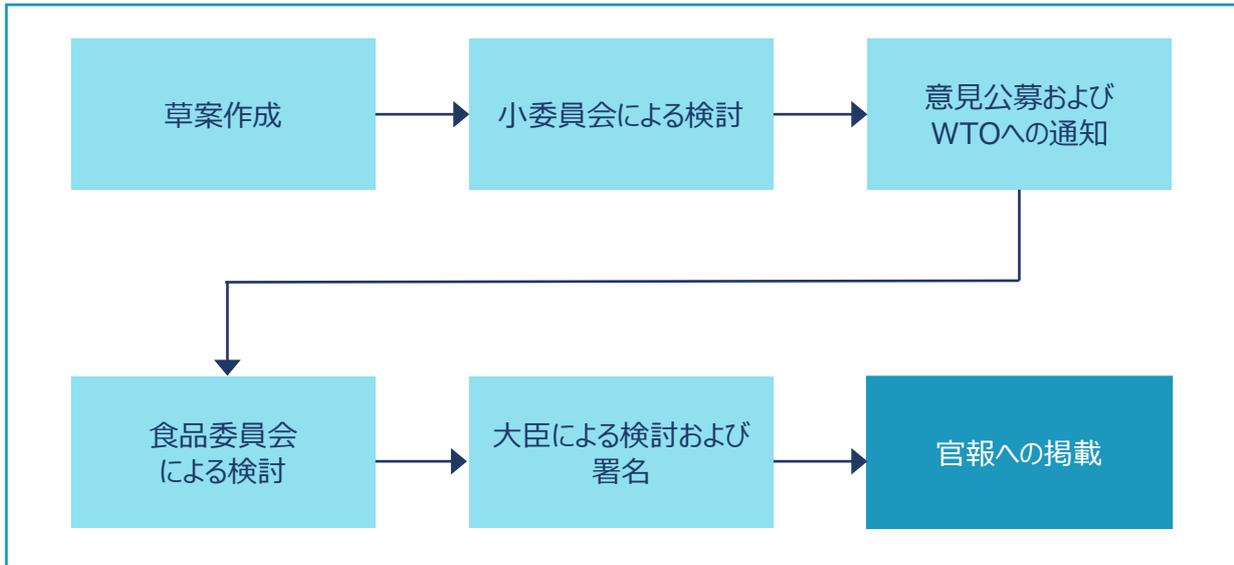 草案作成
小委員会による検討
意見公募および
WTOへの通知
食品委員会
による検討
大臣による検討および
署名
官報への掲載